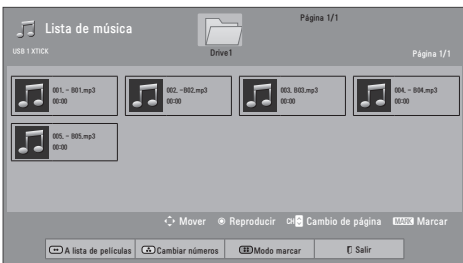 Lista de música
Página 1/1
USB 1 XTICK
Drive1
Página 1/1
001. - B01.mp3
00:00
002. -B02.mp3
00:00
003. B03.mp3
00:00
004. - B04.mp3
00:00
005. - B05.mp3
00:00
Mover
Reproducir
CH Cambio de página
MARK Marcar
A lista de películas
Cambiar números
Modo marcar
Salir